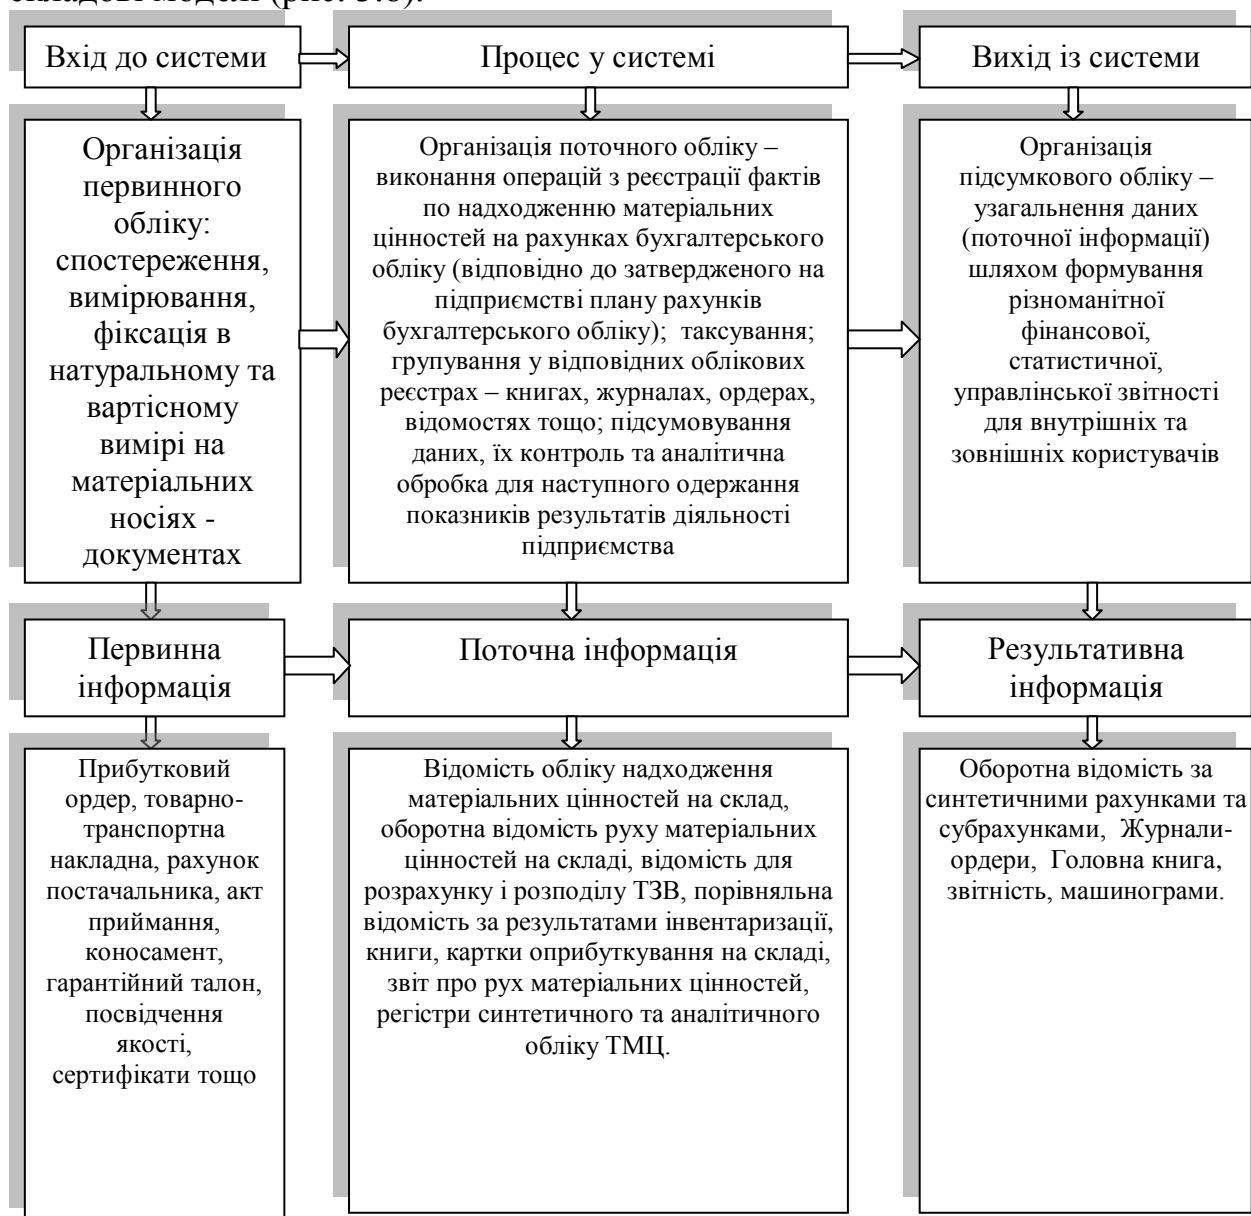 складові моделі (рис. 3.6).
Вхід до системи
Процес у системі
Вихід із системи
Організація
первинного
обліку:
спостереження,
вимірювання,
фіксація в
натуральному та
вартісному
вимірі на
матеріальних
носіях -
документах
Організація поточного обліку –
виконання операцій з реєстрації фактів
по надходженню матеріальних
цінностей на рахунках бухгалтерського
обліку (відповідно до затвердженого на
підприємстві плану рахунків
бухгалтерського обліку); таксування;
групування у відповідних облікових
реєстрах – книгах, журналах, ордерах,
відомостях тощо; підсумовування
даних, їх контроль та аналітична
обробка для наступного одержання
показників результатів діяльності
підприємства
Організація
підсумкового обліку –
узагальнення даних
(поточної інформації)
шляхом формування
різноманітної
фінансової,
статистичної,
управлінської звітності
для внутрішніх та
зовнішніх користувачів
Первинна
інформація
Поточна інформація
Результативна
інформація
Прибутковий
ордер, товарно-
транспортна
накладна, рахунок
постачальника, акт
приймання,
коносамент,
гарантійний талон,
посвідчення
якості,
сертифікати тощо
Відомість обліку надходження
матеріальних цінностей на склад,
оборотна відомість руху матеріальних
цінностей на складі, відомість для
розрахунку і розподілу ТЗВ, порівняльна
відомість за результатами інвентаризації,
книги, картки оприбуткування на складі,
звіт про рух матеріальних цінностей,
регістри синтетичного та аналітичного
обліку ТМЦ.
Оборотна відомість за
синтетичними рахунками та
субрахунками, Журнали-
ордери, Головна книга,
звітність, машинограми.